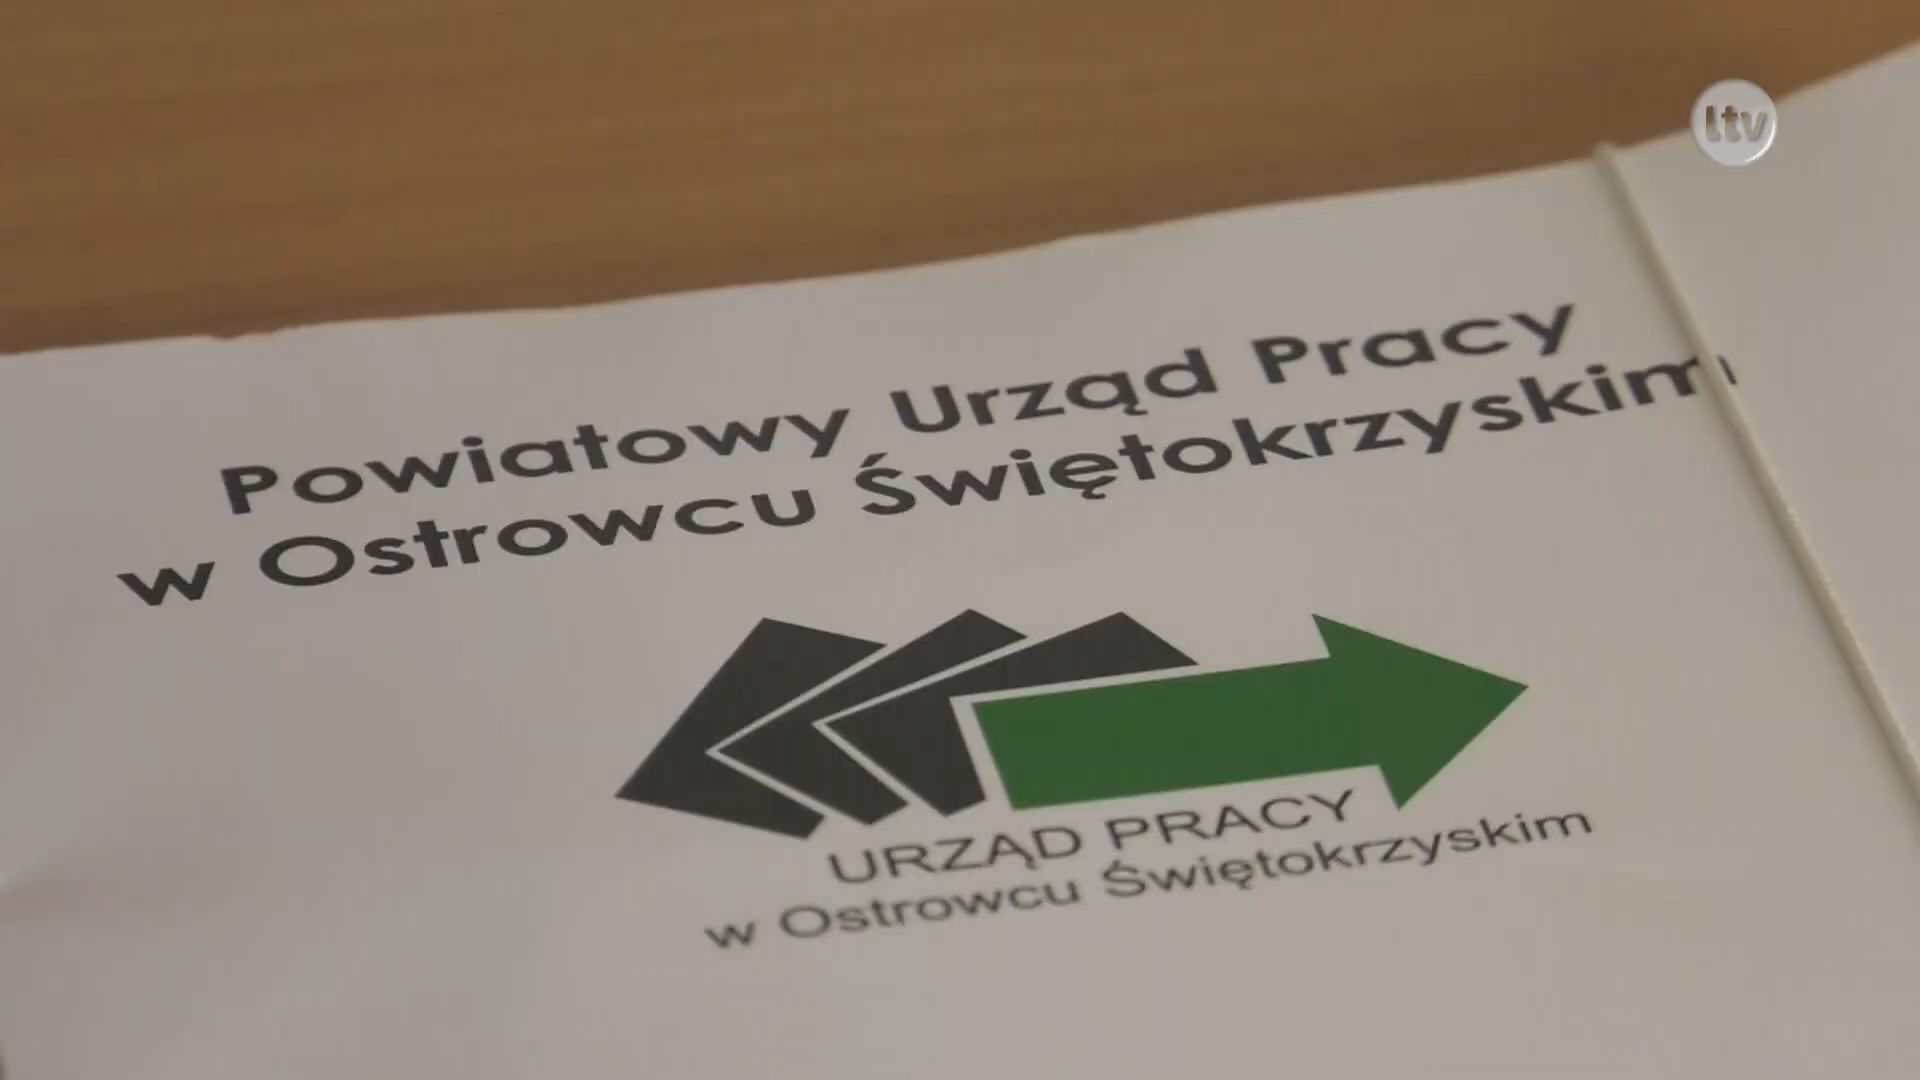 ltv
Powiatowy Urząd Pracy
w Ostrowcu Świętokrzyskim
URZĄD PRACY
w Ostrowcu Świętokrzyskim